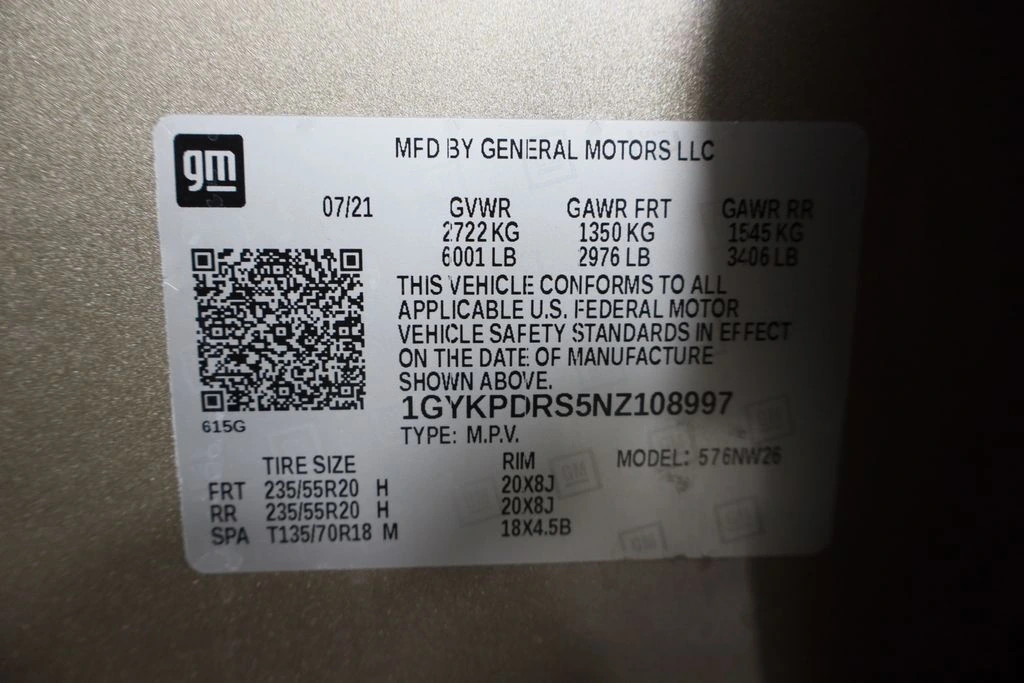 gm
MFD BY GENERAL MOTORS LLC
07/21 GVWR GAWR FRT GAWR RR
2722 KG 1350 KG 1545 KG
6001 LB 2976 LB 3406 LB
THIS VEHICLE CONFORMS TO ALL
APPLICABLE U.S. FEDERAL MOTOR
VEHICLE SAFETY STANDARDS IN EFFECT
ON THE DATE OF MANUFACTURE
SHOWN ABOVE.
1GYKPDRS5NZ108997
615G
TYPE: M.P.V.
TIRE SIZE RIM MODEL: 576NW26
FRT 235/55R20 H 20X8J
RR 235/55R20 H 20X8J
SPA T135/70R18 M 18X4.5B